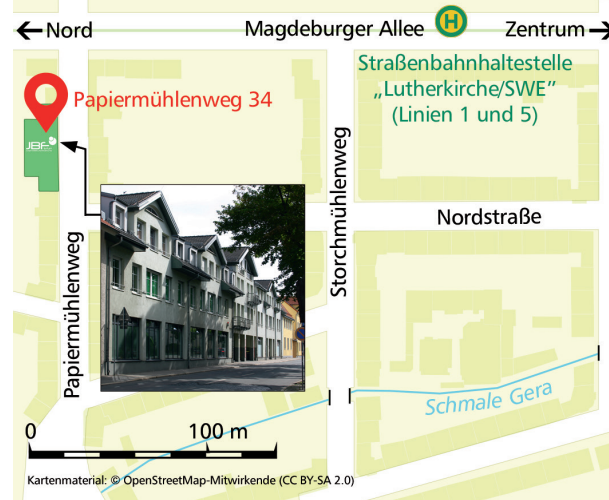 Nord
Magdeburger Allee
H
Zentrum
Straßenbahnhaltestelle
„Lutherkirche/SWE”
(Linien 1 und 5)
Papiermühlenweg 34
JBF
Nordstraße
Storchmühlenweg
Papiermühlenweg
Schmale Gera
0 100 m
Kartenmaterial: © OpenStreetMap-Mitwirkende (CC BY-SA 2.0)